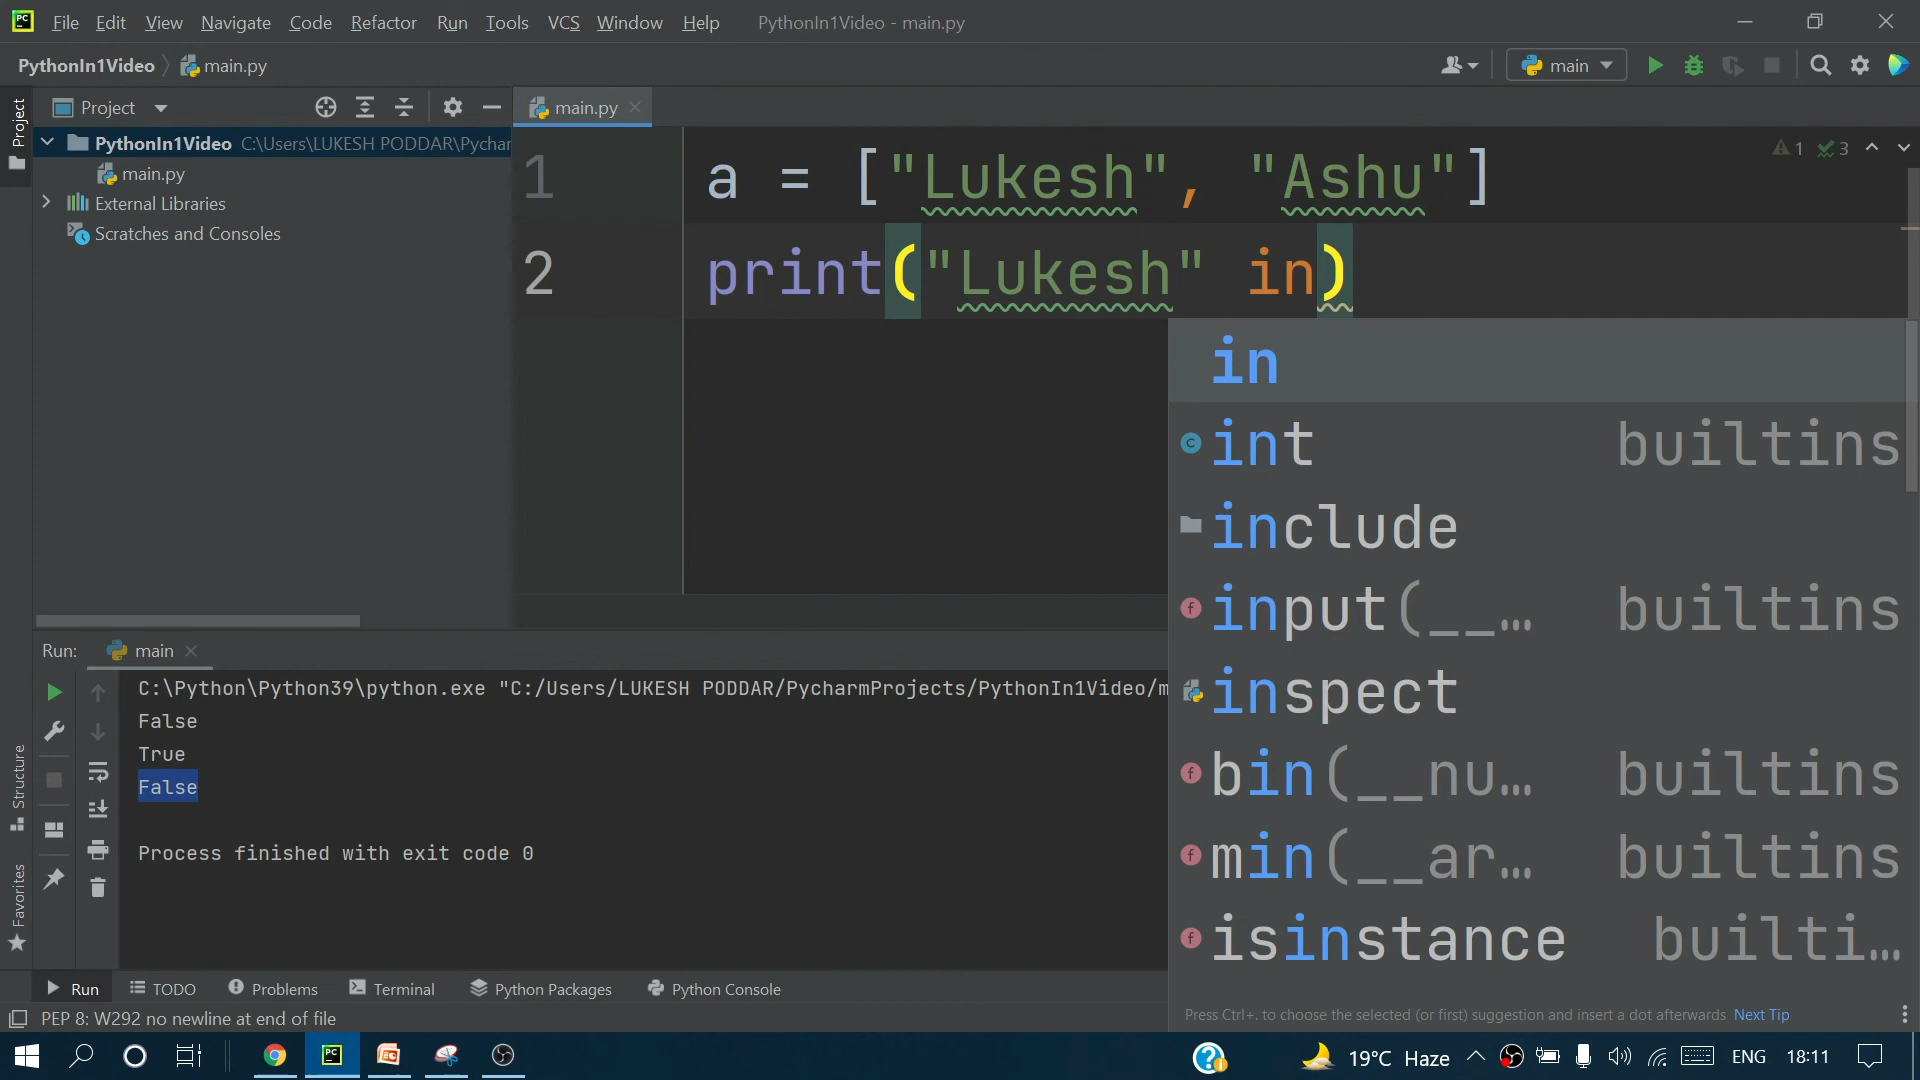 File Edit View Navigate Code Refactor Run Tools VCS Window Help PythonIn1Video - main.py
PythonIn1Video main.py
main
Project
Project
main.py
PythonIn1Video C:\Users\LUKESH PODDAR\Pychar
main.py
External Libraries
Scratches and Consoles
1 3
1 a = ["Lukesh", "Ashu"]
2 print("Lukesh" in)
in
int builtins
include
input(__… builtins
inspect
bin(__nu… builtins
min(__ar… builtins
isinstance builti…
Press Ctrl+. to choose the selected (or first) suggestion and insert a dot afterwards Next Tip
Run: main
C:\Python\Python39\python.exe "C:/Users/LUKESH PODDAR/PycharmProjects/PythonIn1Video/m
False
True
False
Process finished with exit code 0
Structure
Favorites
Run TODO Problems Terminal Python Packages Python Console
PEP 8: W292 no newline at end of file
19°C Haze ENG 18:11